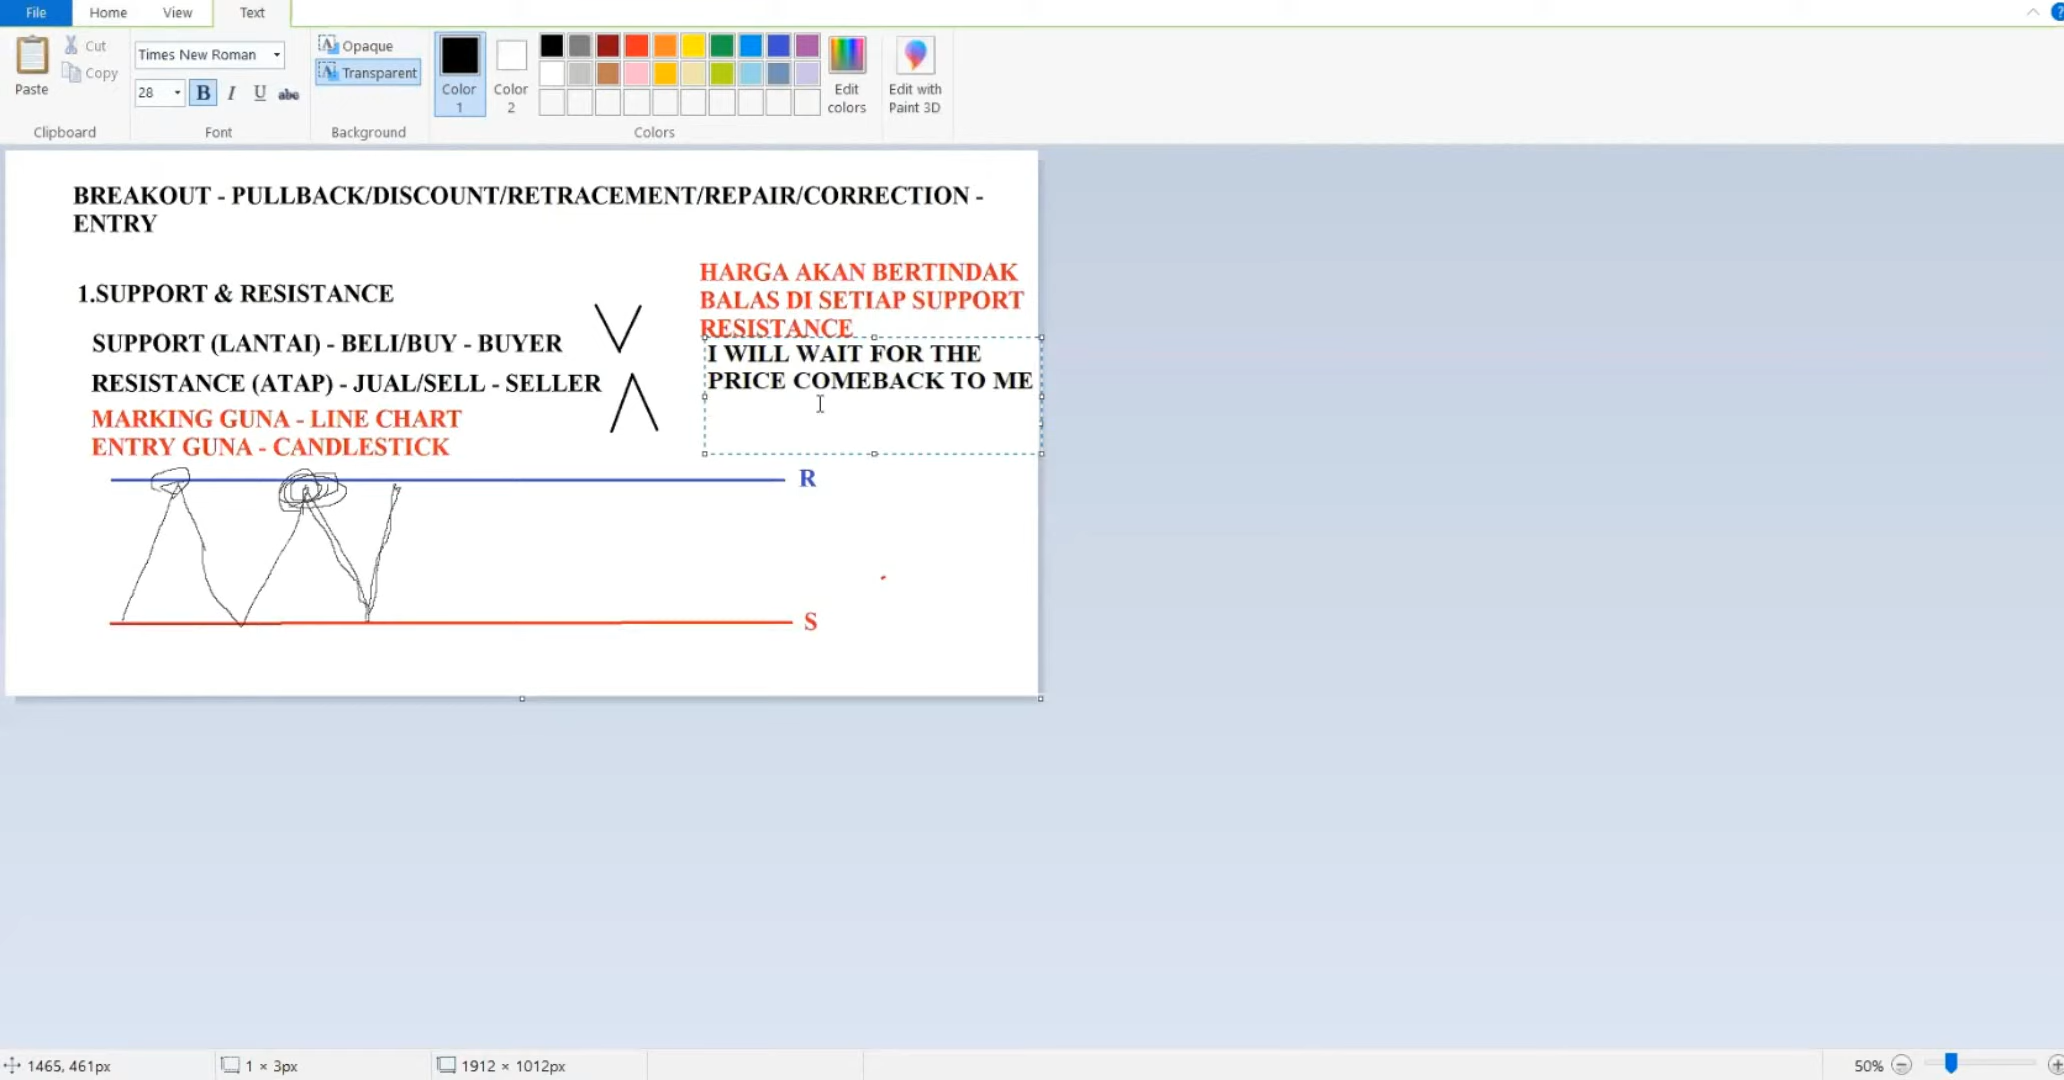 File Home View Text
Cut
Copy
Paste
Clipboard
Times New Roman
28 B I U abc
Font
Opaque
Transparent
Background
Color 1
Color 2
Edit colors
Colors
Edit with Paint 3D
BREAKOUT - PULLBACK/DISCOUNT/RETRACEMENT/REPAIR/CORRECTION -
ENTRY
1.SUPPORT & RESISTANCE
SUPPORT (LANTAI) - BELI/BUY - BUYER
RESISTANCE (ATAP) - JUAL/SELL - SELLER
MARKING GUNA - LINE CHART
ENTRY GUNA - CANDLESTICK
HARGA AKAN BERTINDAK
BALAS DI SETIAP SUPPORT
RESISTANCE
I WILL WAIT FOR THE
PRICE COMEBACK TO ME
R
S
1465, 461px 1 × 3px 1912 × 1012px 50%